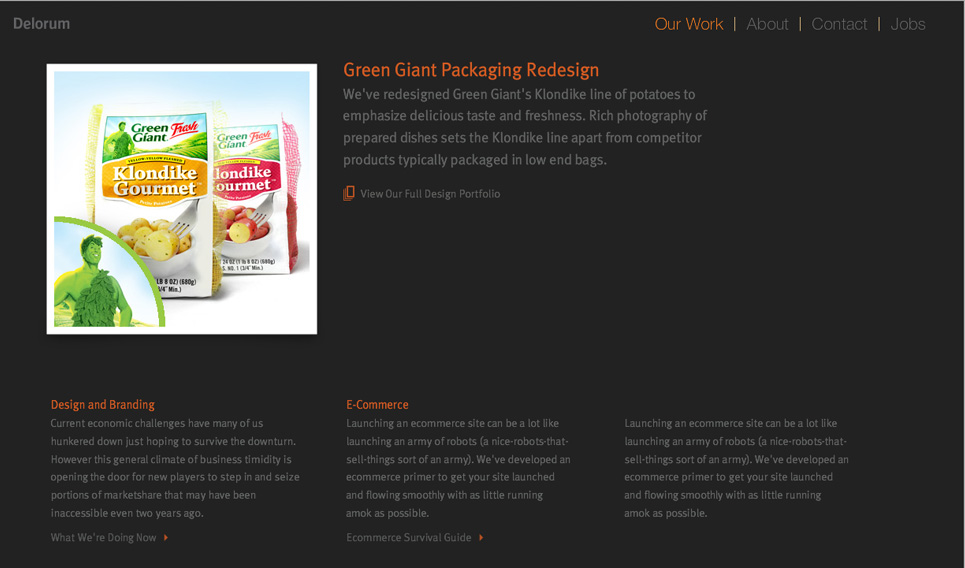 Delorum
Our Work | About | Contact | Jobs
Green Giant Packaging Redesign
We've redesigned Green Giant's Klondike line of potatoes to
emphasize delicious taste and freshness. Rich photography of
prepared dishes sets the Klondike line apart from competitor
products typically packaged in low end bags.
View Our Full Design Portfolio
Green Giant Fresh
YELLOW-YELLOW FLESHED
Klondike
Gourmet™
Petite Potatoes
LB 8 OZ) (680g)
3/4" Min.)
Green Giant Fresh
londike
ourmet™
24 OZ (1 lb 8 OZ) (680g)
S. NO. 1 (3/4" Min.)
Design and Branding
Current economic challenges have many of us
hunkered down just hoping to survive the downturn.
However this general climate of business timidity is
opening the door for new players to step in and seize
portions of marketshare that may have been
inaccessible even two years ago.
What We're Doing Now
E-Commerce
Launching an ecommerce site can be a lot like
launching an army of robots (a nice-robots-that-
sell-things sort of an army). We've developed an
ecommerce primer to get your site launched
and flowing smoothly with as little running
amok as possible.
Ecommerce Survival Guide
Launching an ecommerce site can be a lot like
launching an army of robots (a nice-robots-that-
sell-things sort of an army). We've developed an
ecommerce primer to get your site launched
and flowing smoothly with as little running
amok as possible.